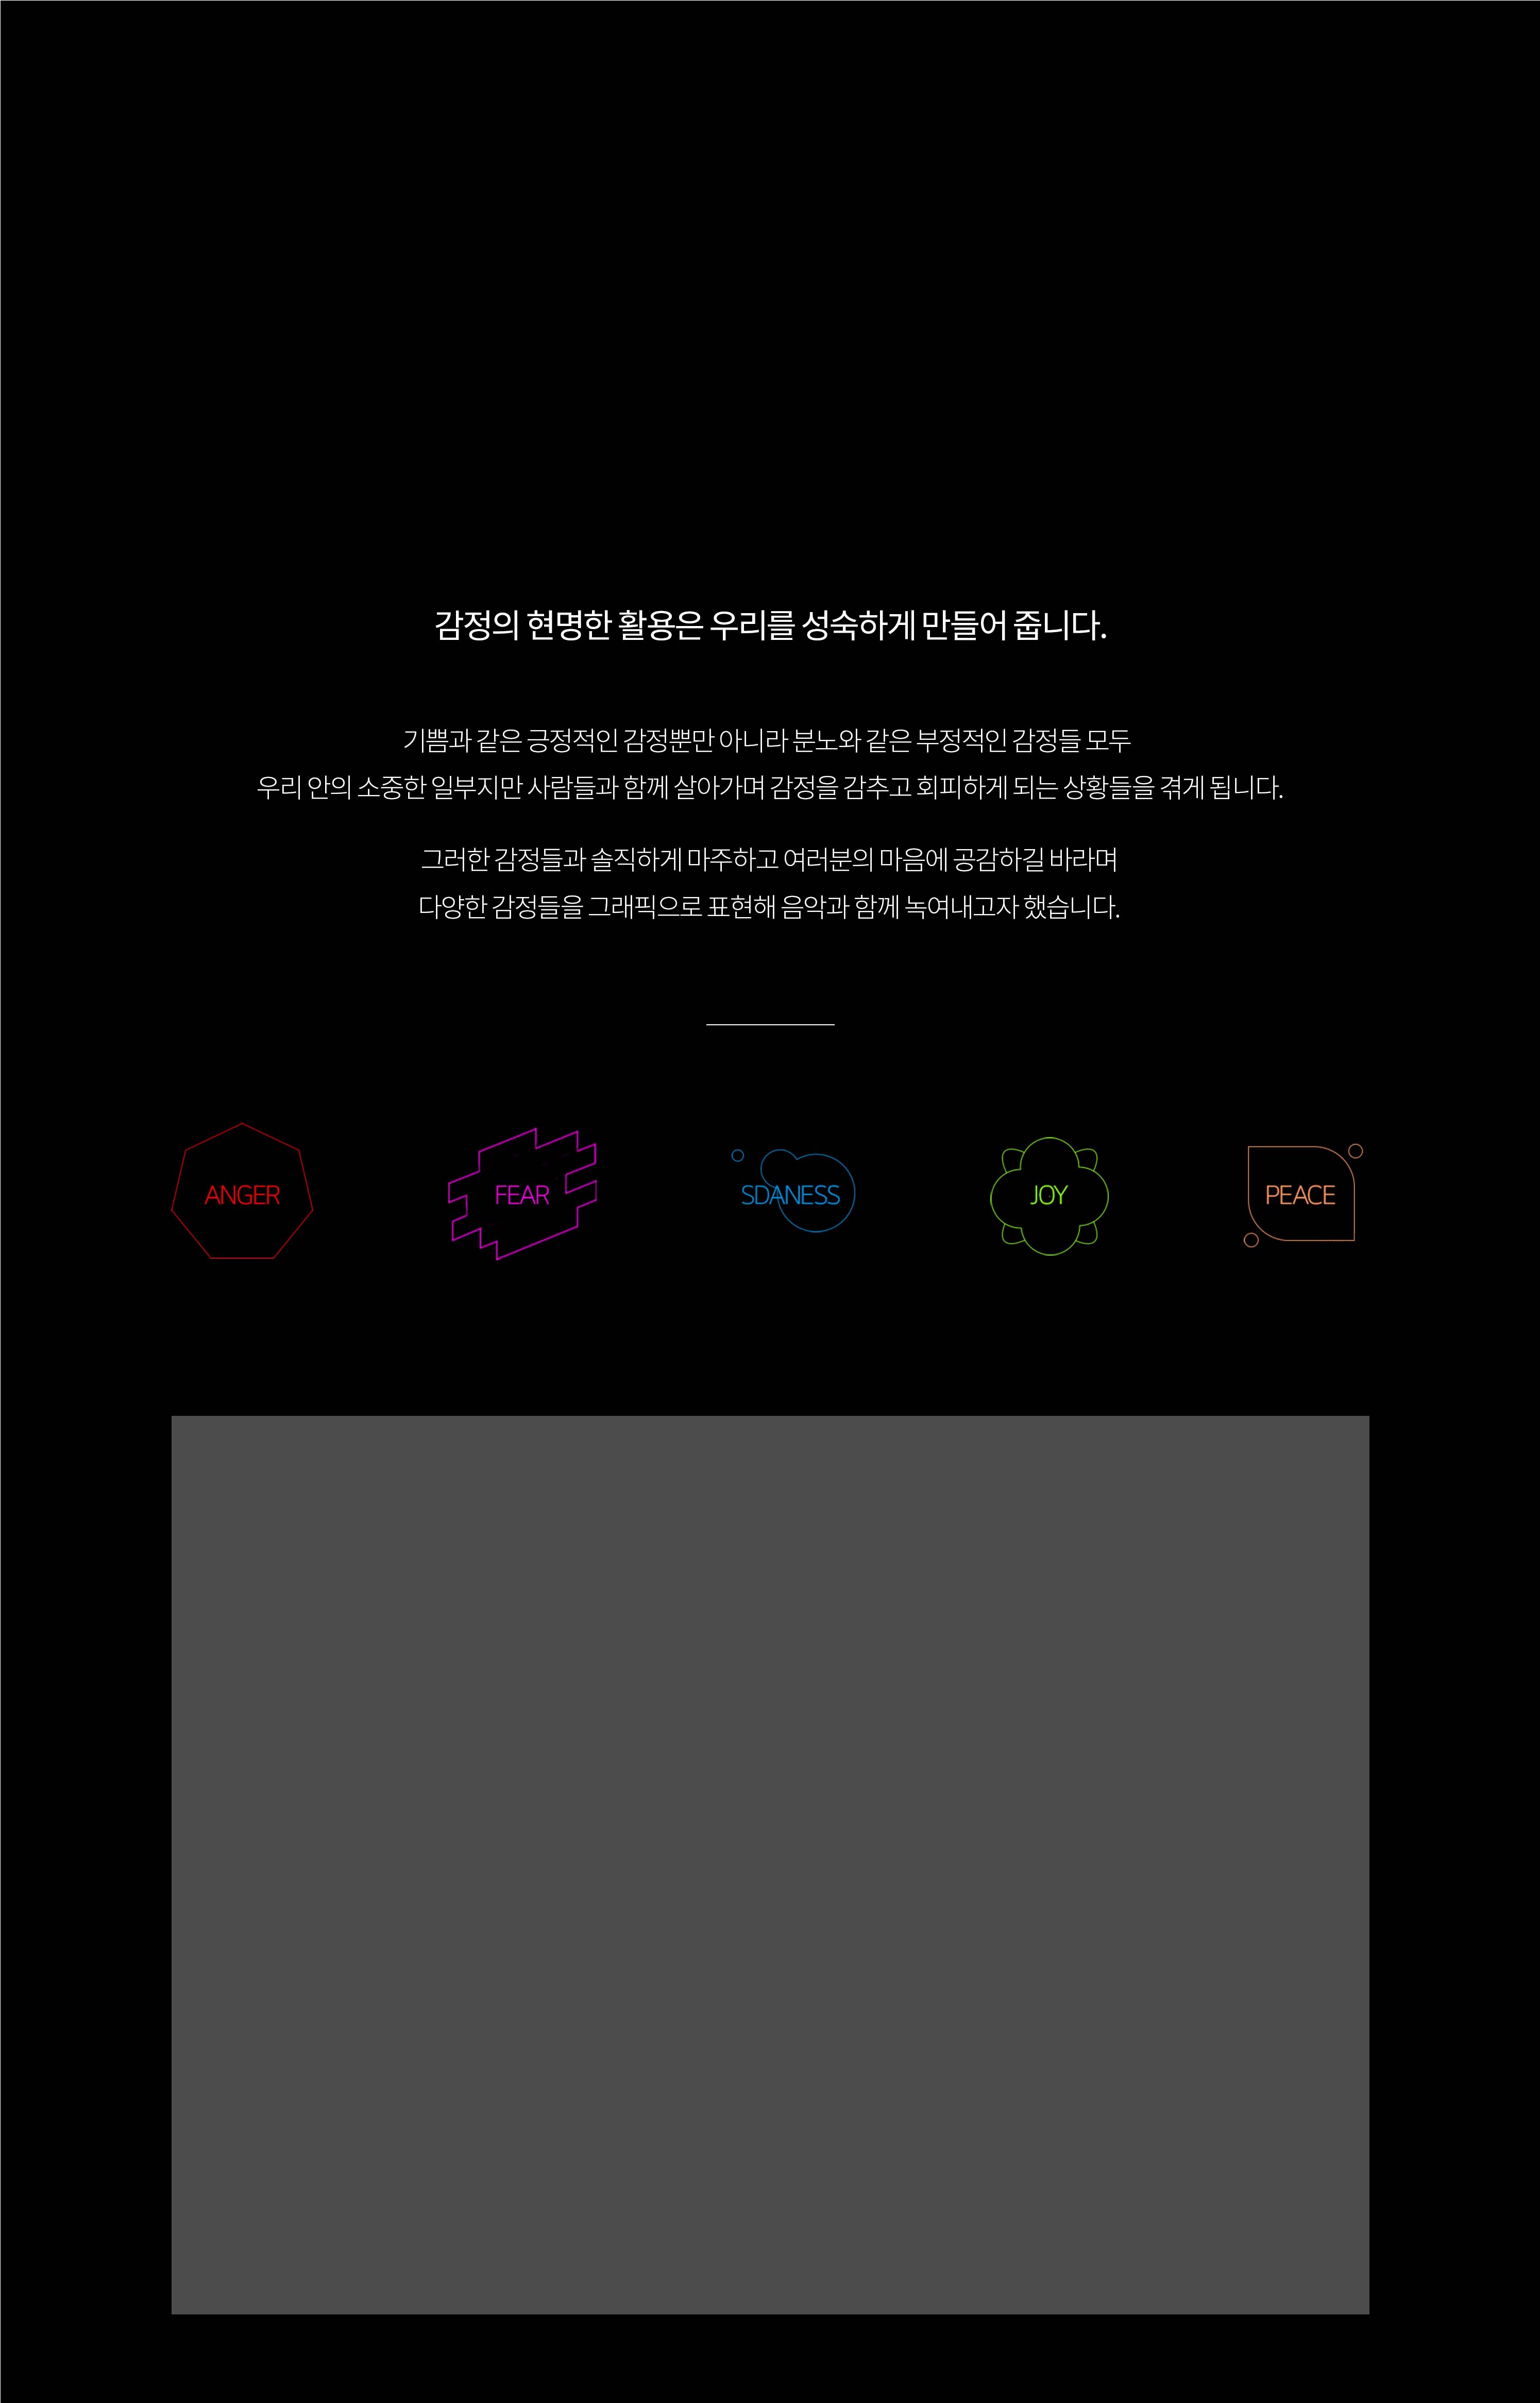 감정의 현명한 활용은 우리를 성숙하게 만들어 줍니다.
기쁨과 같은 긍정적인 감정뿐만 아니라 분노와 같은 부정적인 감정들 모두
우리 안의 소중한 일부지만 사람들과 함께 살아가며 감정을 감추고 회피하게 되는 상황들을 겪게 됩니다.
그러한 감정들과 솔직하게 마주하고 여러분의 마음에 공감하길 바라며
다양한 감정들을 그래픽으로 표현해 음악과 함께 녹여내고자 했습니다.
ANGER FEAR SDANESS JOY PEACE